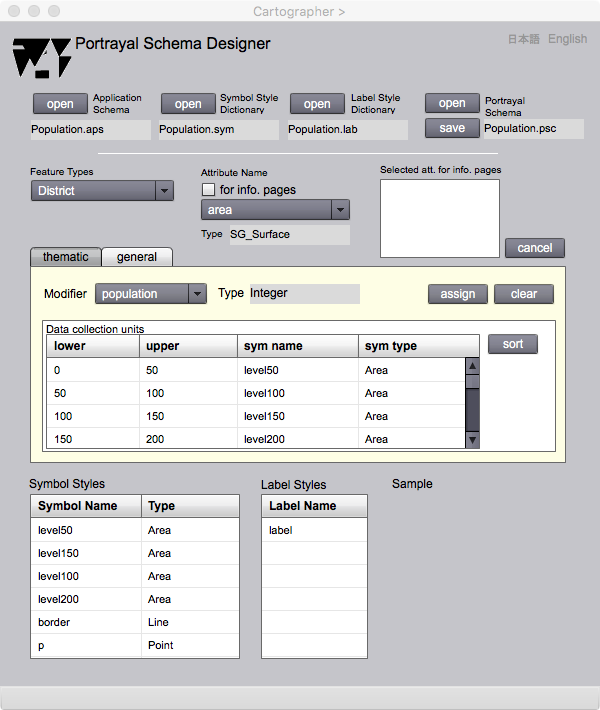 Cartographer >
Portrayal Schema Designer
日本語 English
open
Application
Schema
open
Symbol Style
Dictionary
open
Label Style
Dictionary
open
Portrayal
Schema
save
Population.aps
Population.sym
Population.lab
Population.psc
Feature Types
District
Attribute Name
for info. pages
area
Type SG_Surface
Selected att. for info. pages
cancel
thematic general
Modifier population Type Integer assign clear
Data collection units
lower upper sym name sym type
0 50 level50 Area
50 100 level100 Area
100 150 level150 Area
150 200 level200 Area
sort
Symbol Styles
Symbol Name Type
level50 Area
level150 Area
level100 Area
level200 Area
border Line
p Point
Label Styles
Label Name
label
Sample